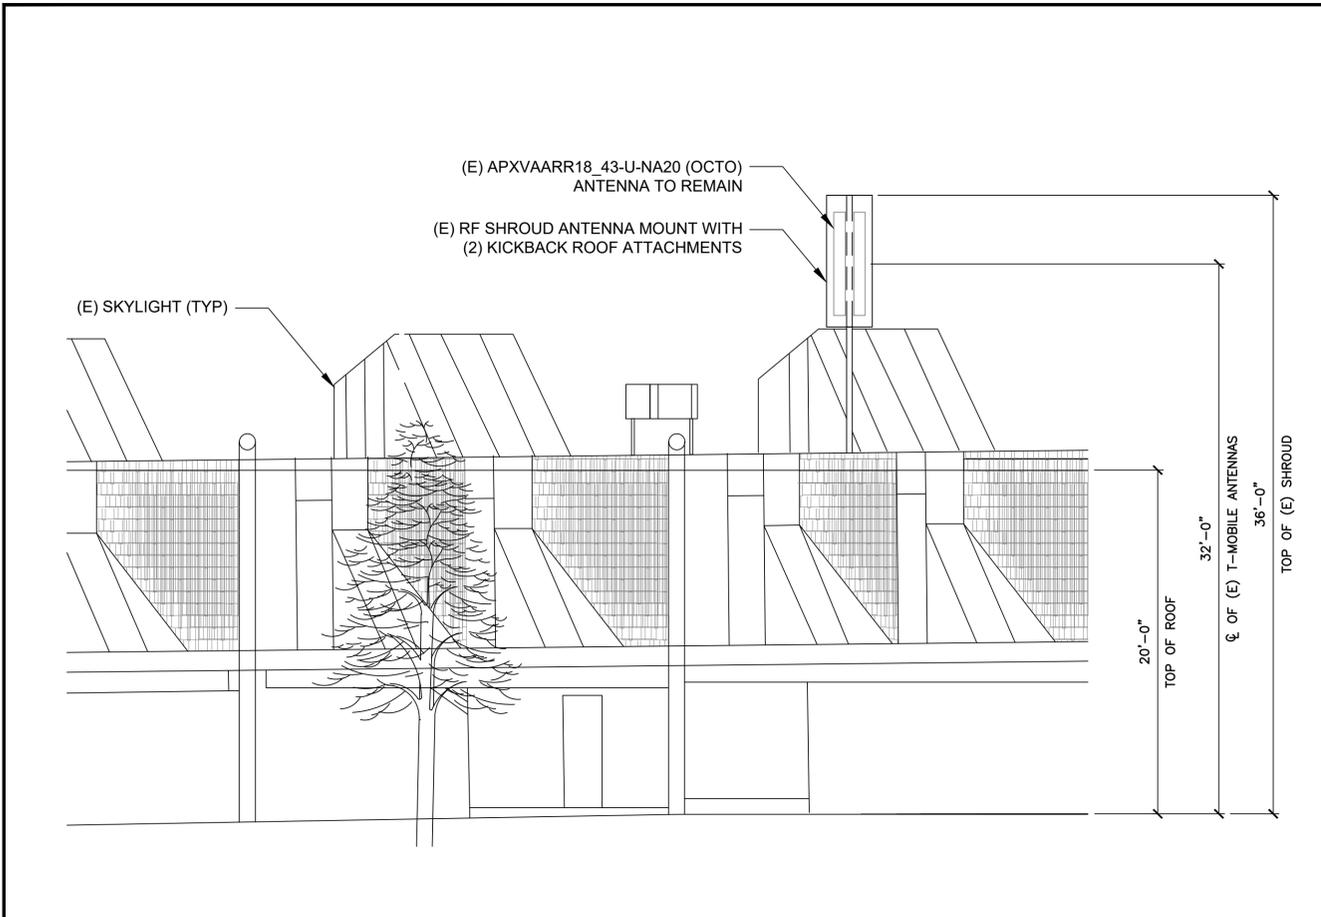 (E) APXVAARR18_43-U-NA20 (OCTO)
ANTENNA TO REMAIN
(E) RF SHROUD ANTENNA MOUNT WITH
(2) KICKBACK ROOF ATTACHMENTS
(E) SKYLIGHT (TYP)
20'-0"
TOP OF ROOF
32'-0"
℄ OF (E) T-MOBILE ANTENNAS
36'-0"
TOP OF (E) SHROUD